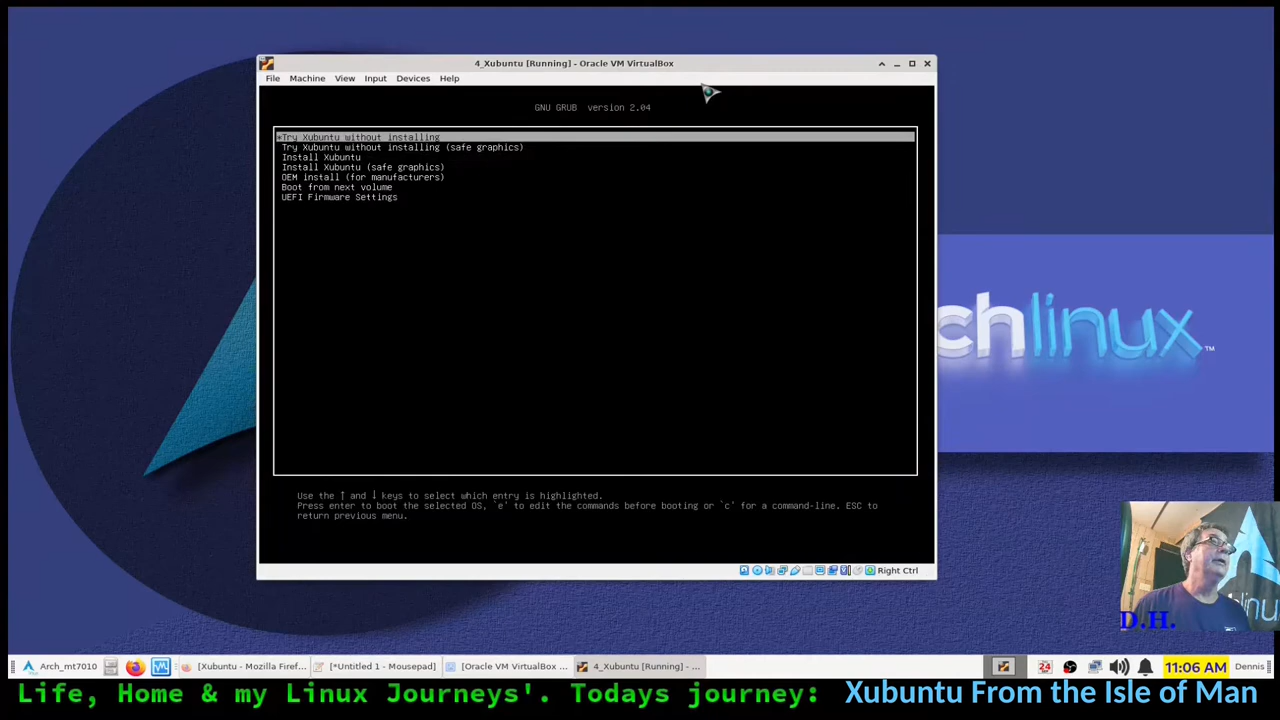 4_Xubuntu [Running] - Oracle VM VirtualBox
File Machine View Input Devices Help
GNU GRUB version 2.04
*Try Xubuntu without installing
Try Xubuntu without installing (safe graphics)
Install Xubuntu
Install Xubuntu (safe graphics)
OEM install (for manufacturers)
Boot from next volume
UEFI Firmware Settings
Use the ↑ and ↓ keys to select which entry is highlighted.
Press enter to boot the selected OS, `e' to edit the commands before booting or `c' for a command-line. ESC to
return previous menu.
Right Ctrl
chlinux™
linux
D.H.
Arch_mt7010 [Xubuntu - Mozilla Firef... [*Untitled 1 - Mousepad] [Oracle VM VirtualBox ... 4_Xubuntu [Running] - ... 24 11:06 AM Dennis
Life, Home & my Linux Journeys'. Todays journey: Xubuntu From the Isle of Man